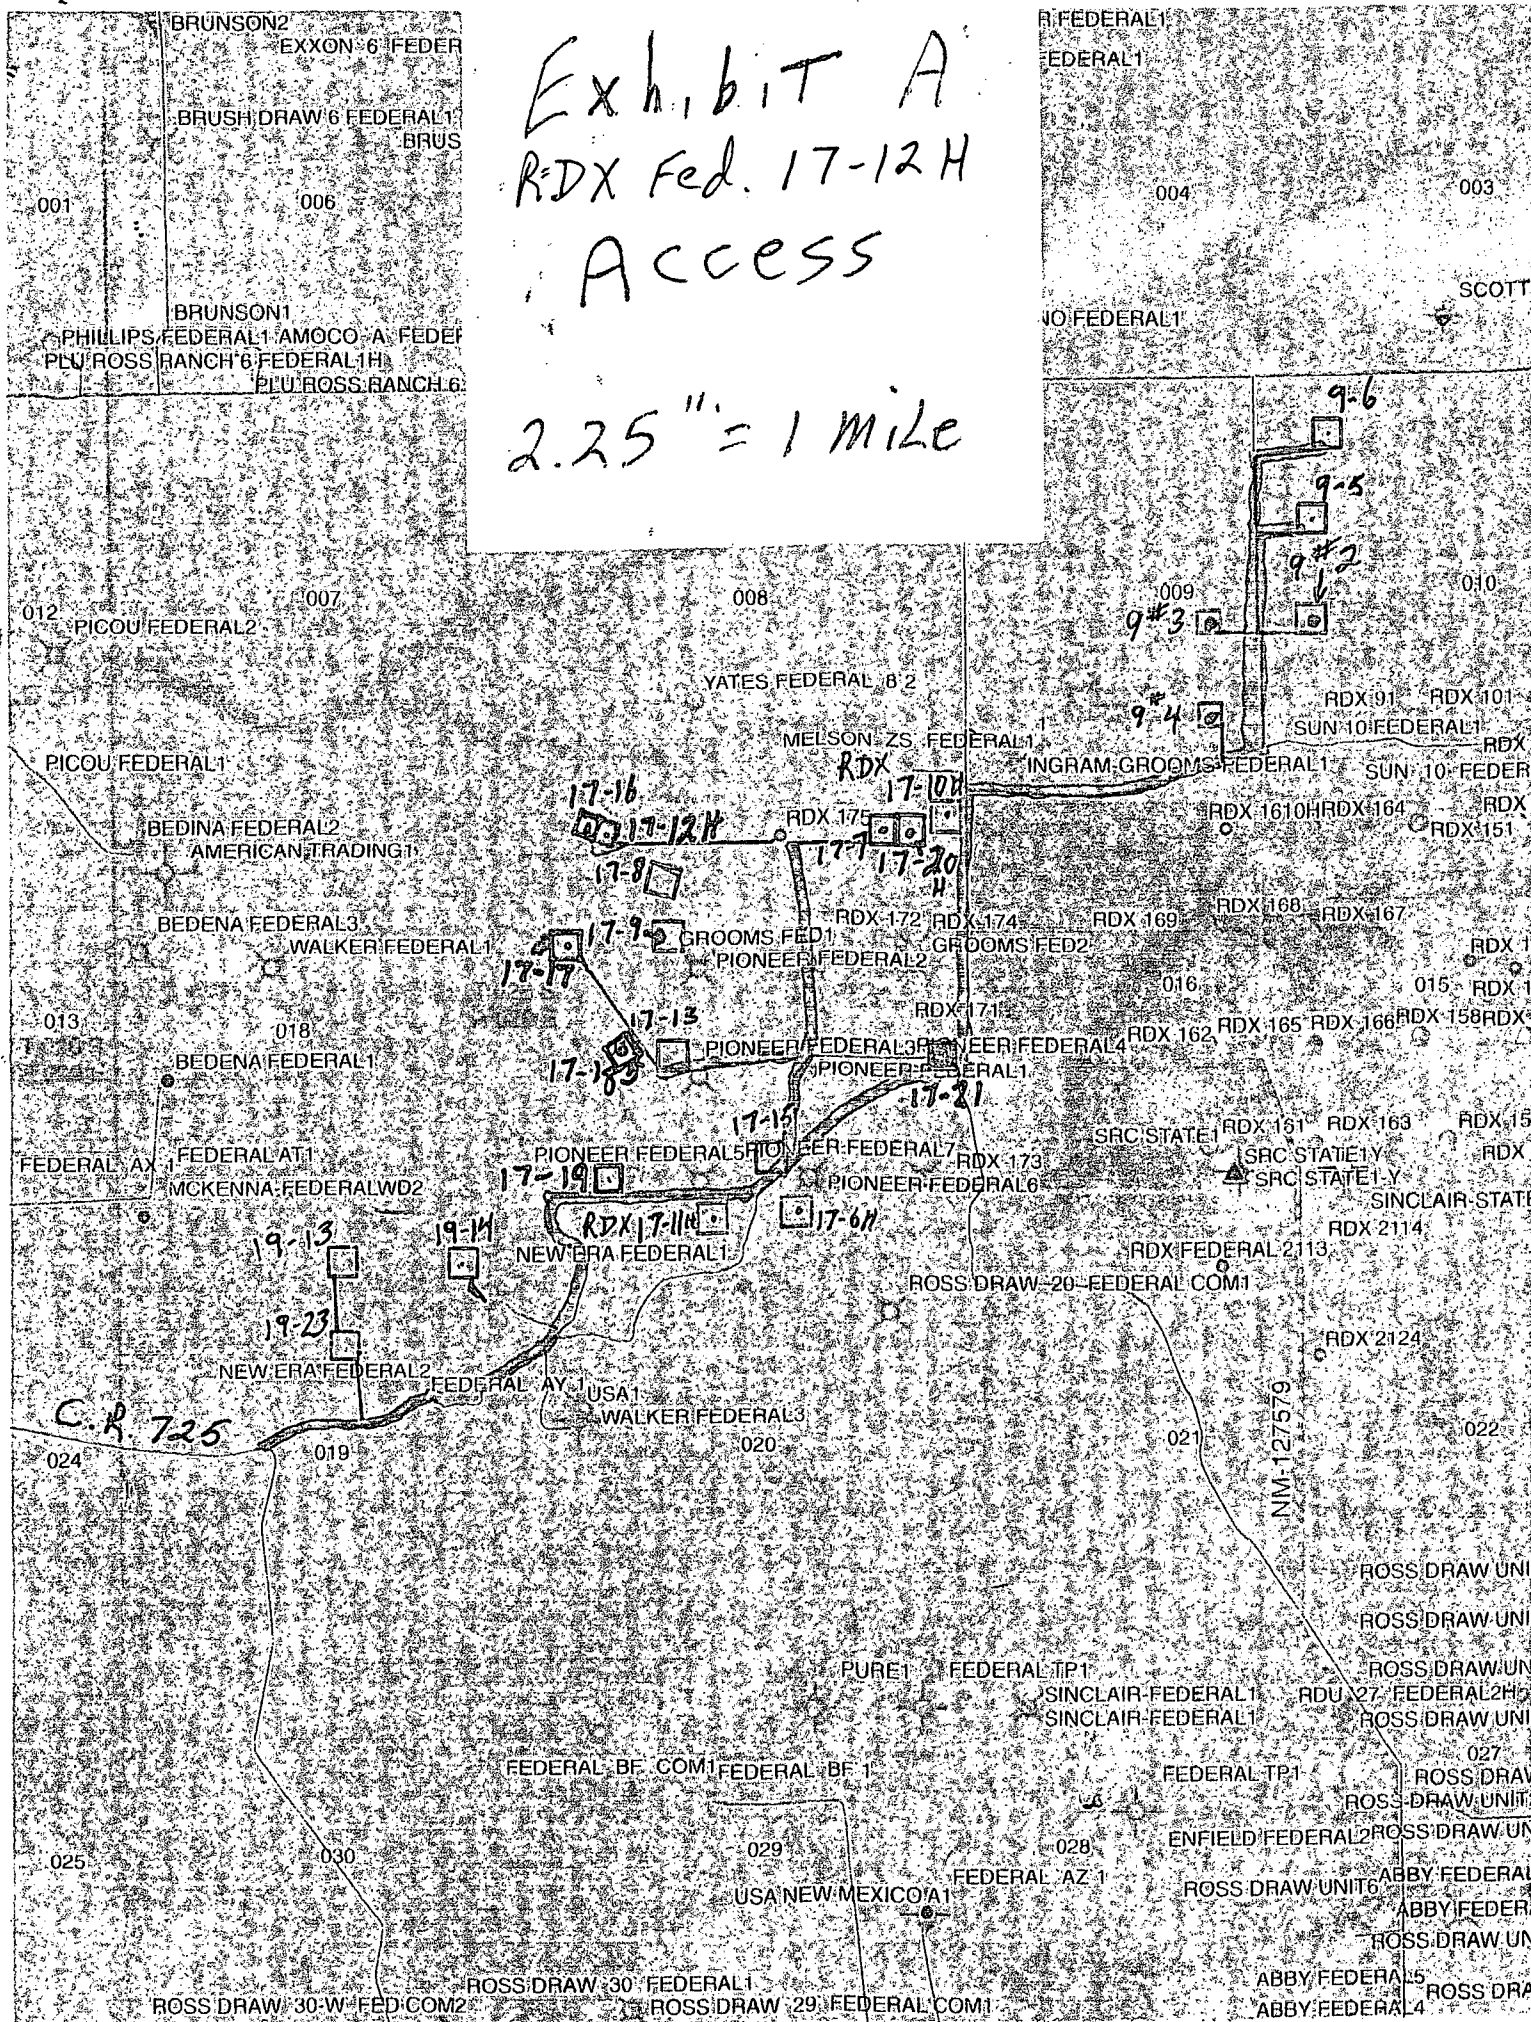 BRUNSON2
EXXON 6 FEDER
BRUSH DRAW 6 FEDERAL1
BRUS
001
006
BRUNSON1
PHILLIPS FEDERAL1 AMOCO A FEDER
PLU ROSS RANCH 6 FEDERAL1H
PLU ROSS RANCH 6
Exhibit A
RDX Fed. 17-12H
Access
2.25" = 1 mile
R FEDERAL1
EDERAL1
004
003
SCOTT
NO FEDERAL1
9-6
9-5
9#2
012
PICOU FEDERAL2
007
008
009
010
9#3
YATES FEDERAL 8 2
RDX 91
RDX 101
9#4
SUN 10 FEDERAL1
MELSON ZS FEDERAL1
RDX
PICOU FEDERAL1
RDX
INGRAM GROOMS FEDERAL1
SUN 10 FEDER
17-16
17-10H
BEDINA FEDERAL2
17-12H
RDX 175
RDX 1610H
RDX 164
RDX
AMERICAN TRADING1
17-7
17-20H
RDX 151
17-8
BEDENA FEDERAL3
WALKER FEDERAL1
17-9
GROOMS FED1
RDX 172
RDX 174
RDX 169
RDX 168
RDX 167
PIONEER FEDERAL2
GROOMS FED2
RDX 1
17-17
016
015
RDX 1
013
018
17-13
RDX 171
RDX 162
RDX 165
RDX 166
RDX 158
RDX
BEDENA FEDERAL1
PIONEER FEDERAL3
PIONEER FEDERAL4
PIONEER FEDERAL1
17-21
17-15
SRC STATE1
RDX 161
RDX 163
RDX 15
FEDERAL AX 1
FEDERAL AT1
PIONEER FEDERAL5
PIONEER FEDERAL7
RDX 173
SRC STATE1Y
RDX
MCKENNA FEDERALWD2
17-19
PIONEER FEDERAL6
SRC STATE1-Y
SINCLAIR STATE
RDX 17-11H
17-6H
RDX 2114
19-13
19-14
NEW ERA FEDERAL1
RDX FEDERAL 2113
ROSS DRAW 20 FEDERAL COM1
19-23
RDX 2124
NEW ERA FEDERAL2
FEDERAL AY 1
USA1
C.R. 725
WALKER FEDERAL3
024
019
020
021
NM-127579
022
ROSS DRAW UNI
ROSS DRAW UNI
PURE1
FEDERAL TP1
ROSS DRAW UN
SINCLAIR-FEDERAL1
RDU 27 FEDERAL2H
SINCLAIR-FEDERAL1
ROSS DRAW UNI
027
FEDERAL BF COM1
FEDERAL BF 1
FEDERAL TP1
ROSS DRAW
ROSS DRAW UNIT
025
030
029
028
ENFIELD FEDERAL2
ROSS DRAW UN
FEDERAL AZ 1
ABBY FEDERAL
USA NEW MEXICO A1
ROSS DRAW UNIT6
ABBY FEDER
ROSS DRAW UN
ROSS DRAW 30 FEDERAL1
ABBY FEDERAL5
ROSS DRAW 30-W FED COM2
ROSS DRAW 29 FEDERAL COM1
ROSS DRA
ABBY FEDERAL4